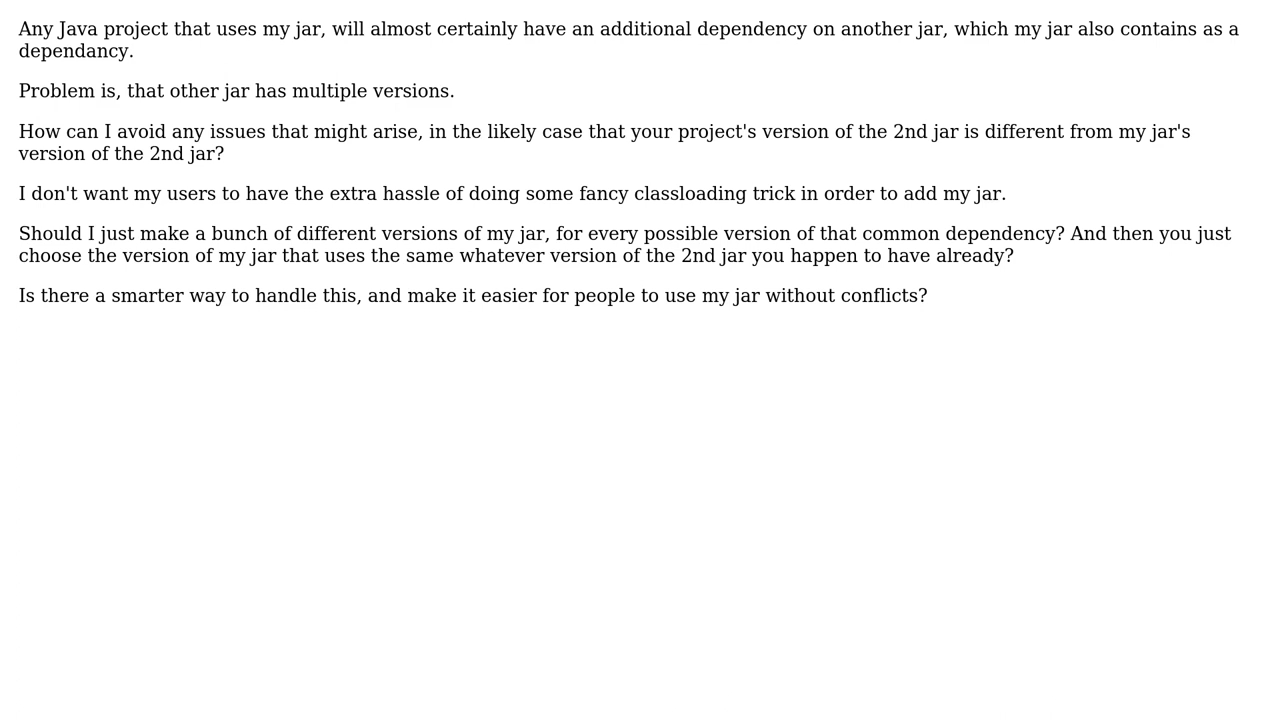 Any Java project that uses my jar, will almost certainly have an additional dependency on another jar, which my jar also contains as a
dependancy.
Problem is, that other jar has multiple versions.
How can I avoid any issues that might arise, in the likely case that your project's version of the 2nd jar is different from my jar's
version of the 2nd jar?
I don't want my users to have the extra hassle of doing some fancy classloading trick in order to add my jar.
Should I just make a bunch of different versions of my jar, for every possible version of that common dependency? And then you just
choose the version of my jar that uses the same whatever version of the 2nd jar you happen to have already?
Is there a smarter way to handle this, and make it easier for people to use my jar without conflicts?